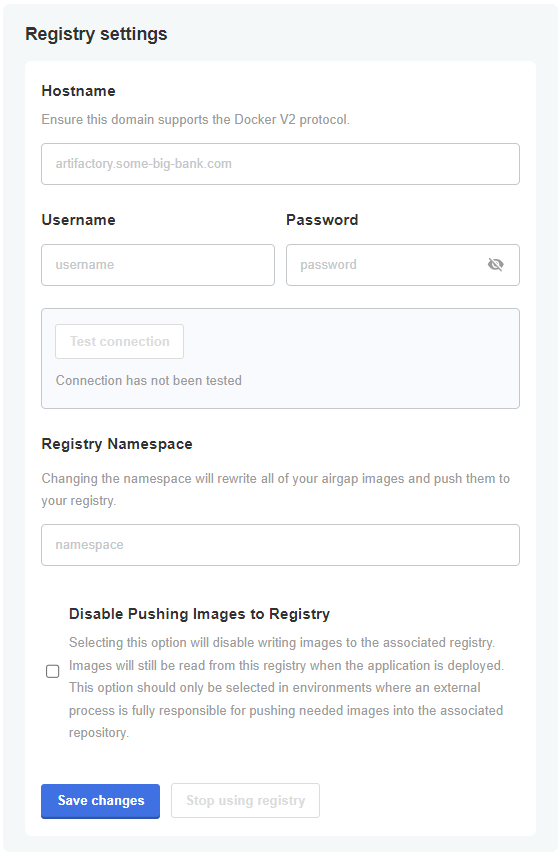 Registry settings
Hostname
Ensure this domain supports the Docker V2 protocol.
artifactory.some-big-bank.com
Username
Password
username
password
Test connection
Connection has not been tested
Registry Namespace
Changing the namespace will rewrite all of your airgap images and push them to
your registry.
namespace
Disable Pushing Images to Registry
Selecting this option will disable writing images to the associated registry.
Images will still be read from this registry when the application is deployed.
This option should only be selected in environments where an external
process is fully responsible for pushing needed images into the associated
repository.
Save changes
Stop using registry